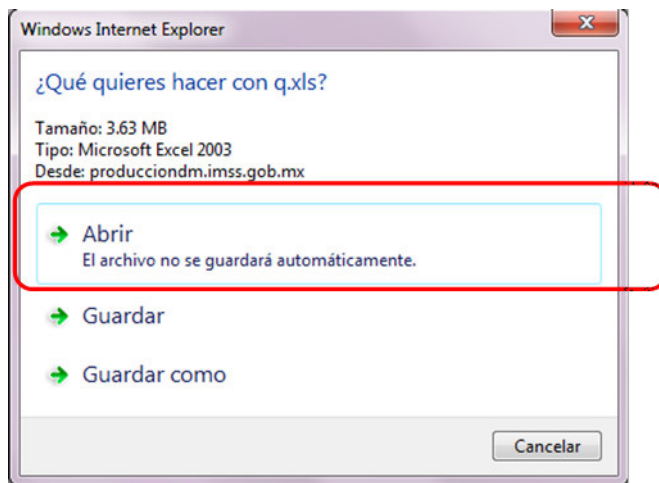 Windows Internet Explorer
¿Qué quieres hacer con q.xls?
Tamaño: 3.63 MB
Tipo: Microsoft Excel 2003
Desde: producciondm.imss.gob.mx
Abrir
El archivo no se guardará automáticamente.
Guardar
Guardar como
Cancelar